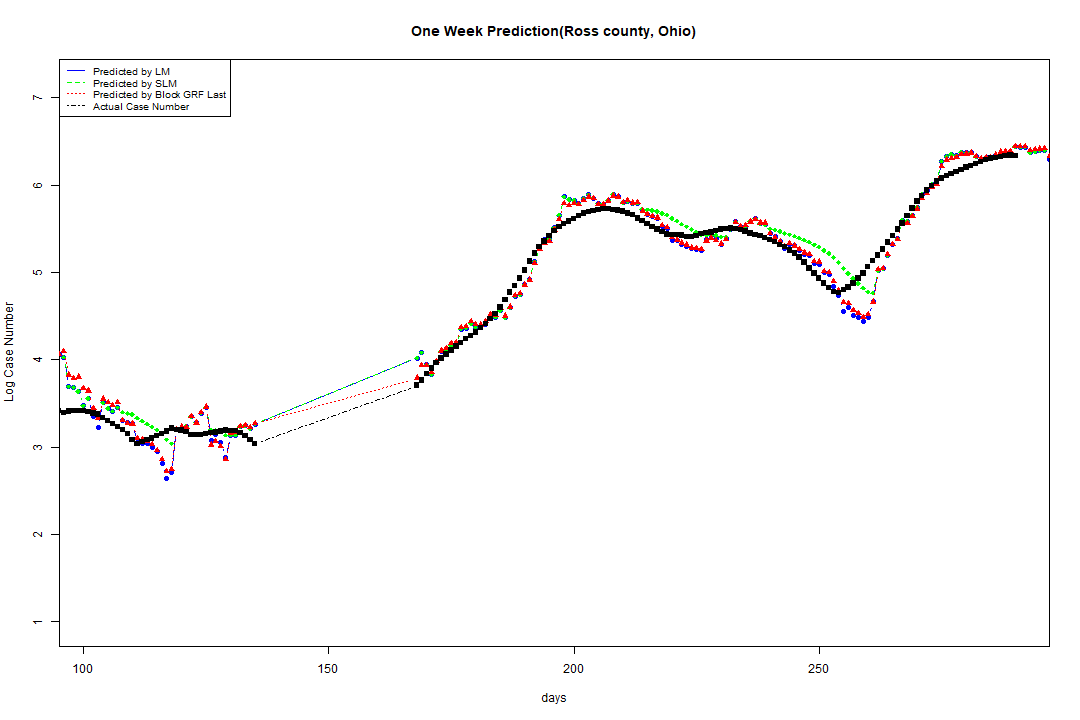 One Week Prediction(Ross county, Ohio)
Predicted by LM
Predicted by SLM
Predicted by Block GRF Last
Actual Case Number
7
6
5
4
3
2
1
Log Case Number
100 150 200 250
days